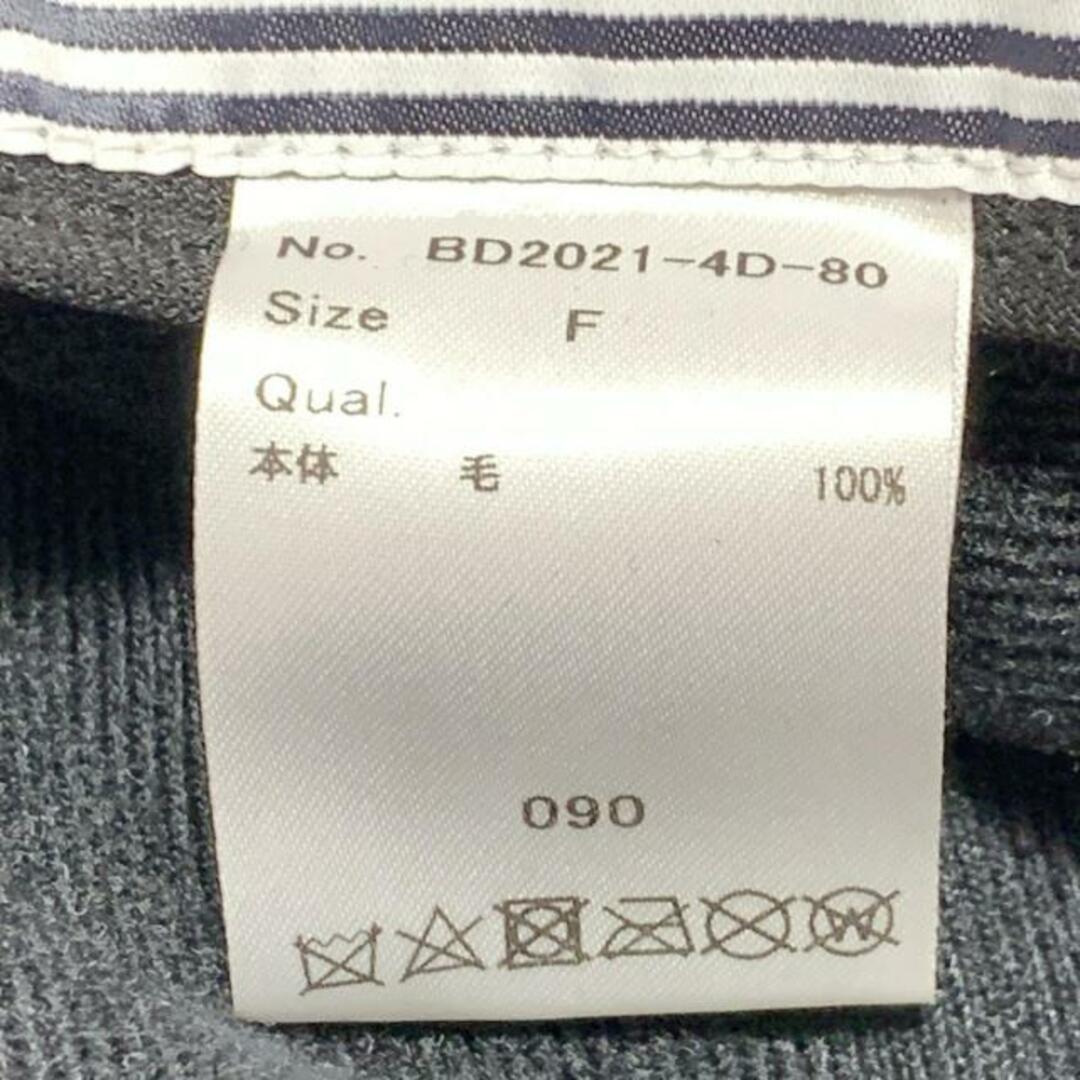 No. BD2021-4D-80
Size F
Qual.
本体 毛 100%
090
W